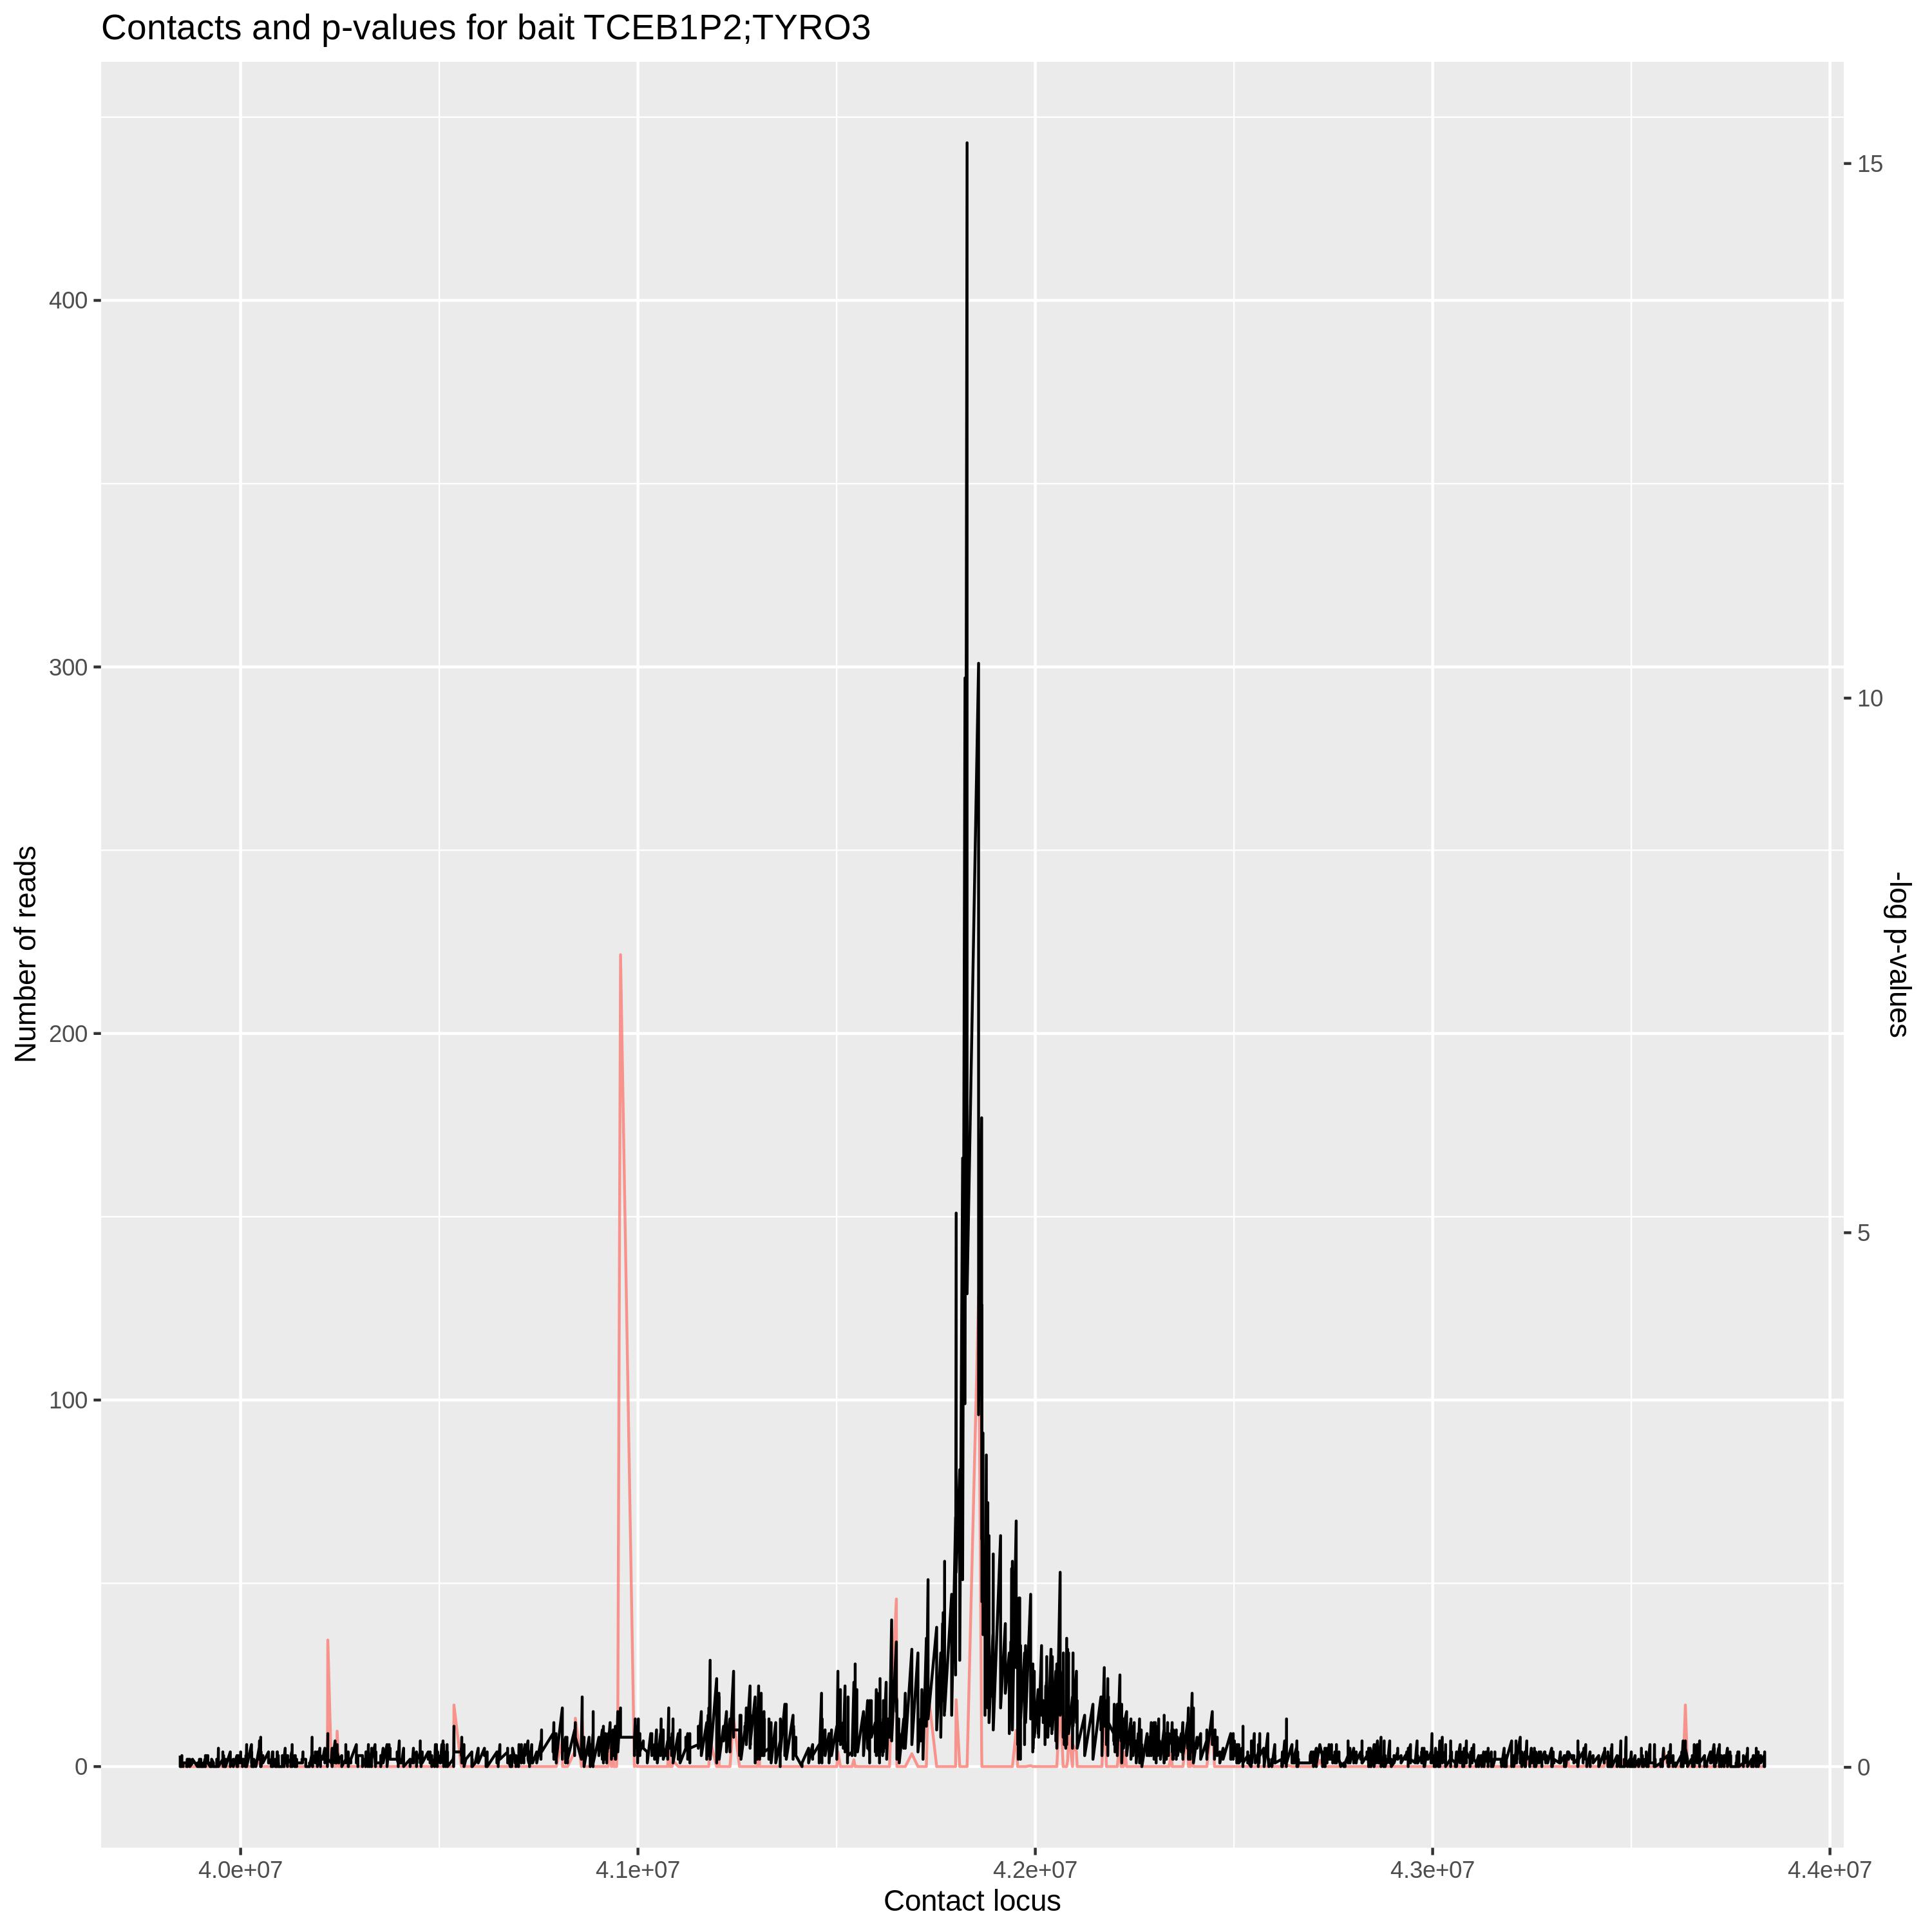 Contacts and p-values for bait TCEB1P2;TYRO3
Number of reads
400
300
200
100
0
15
10
5
0
-log p-values
4.0e+07
4.1e+07
4.2e+07
4.3e+07
4.4e+07
Contact locus